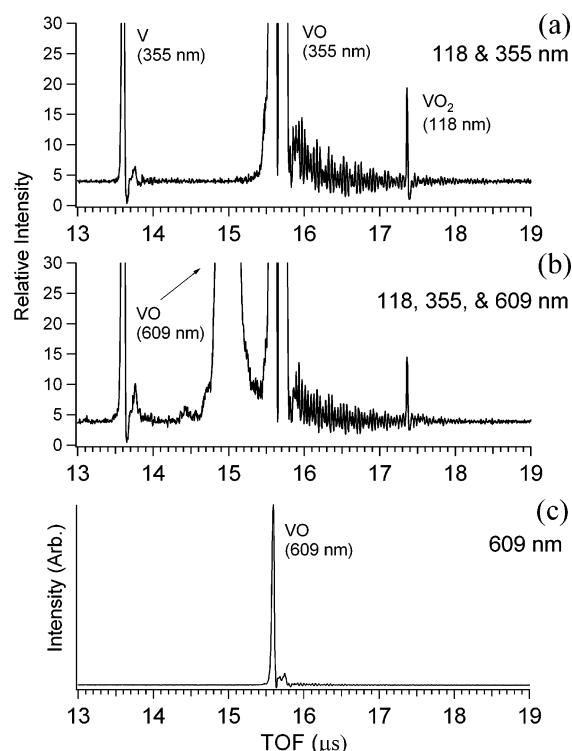 (a)
30
V
(355 nm)
VO
(355 nm)
118 & 355 nm
25
20
VO2
(118 nm)
15
10
5
0
13 14 15 16 17 18 19
Relative Intensity
(b)
30
118, 355, & 609 nm
25
VO
(609 nm)
20
15
10
5
0
13 14 15 16 17 18 19
(c)
VO
(609 nm)
609 nm
Intensity (Arb.)
13 14 15 16 17 18 19
TOF (μs)